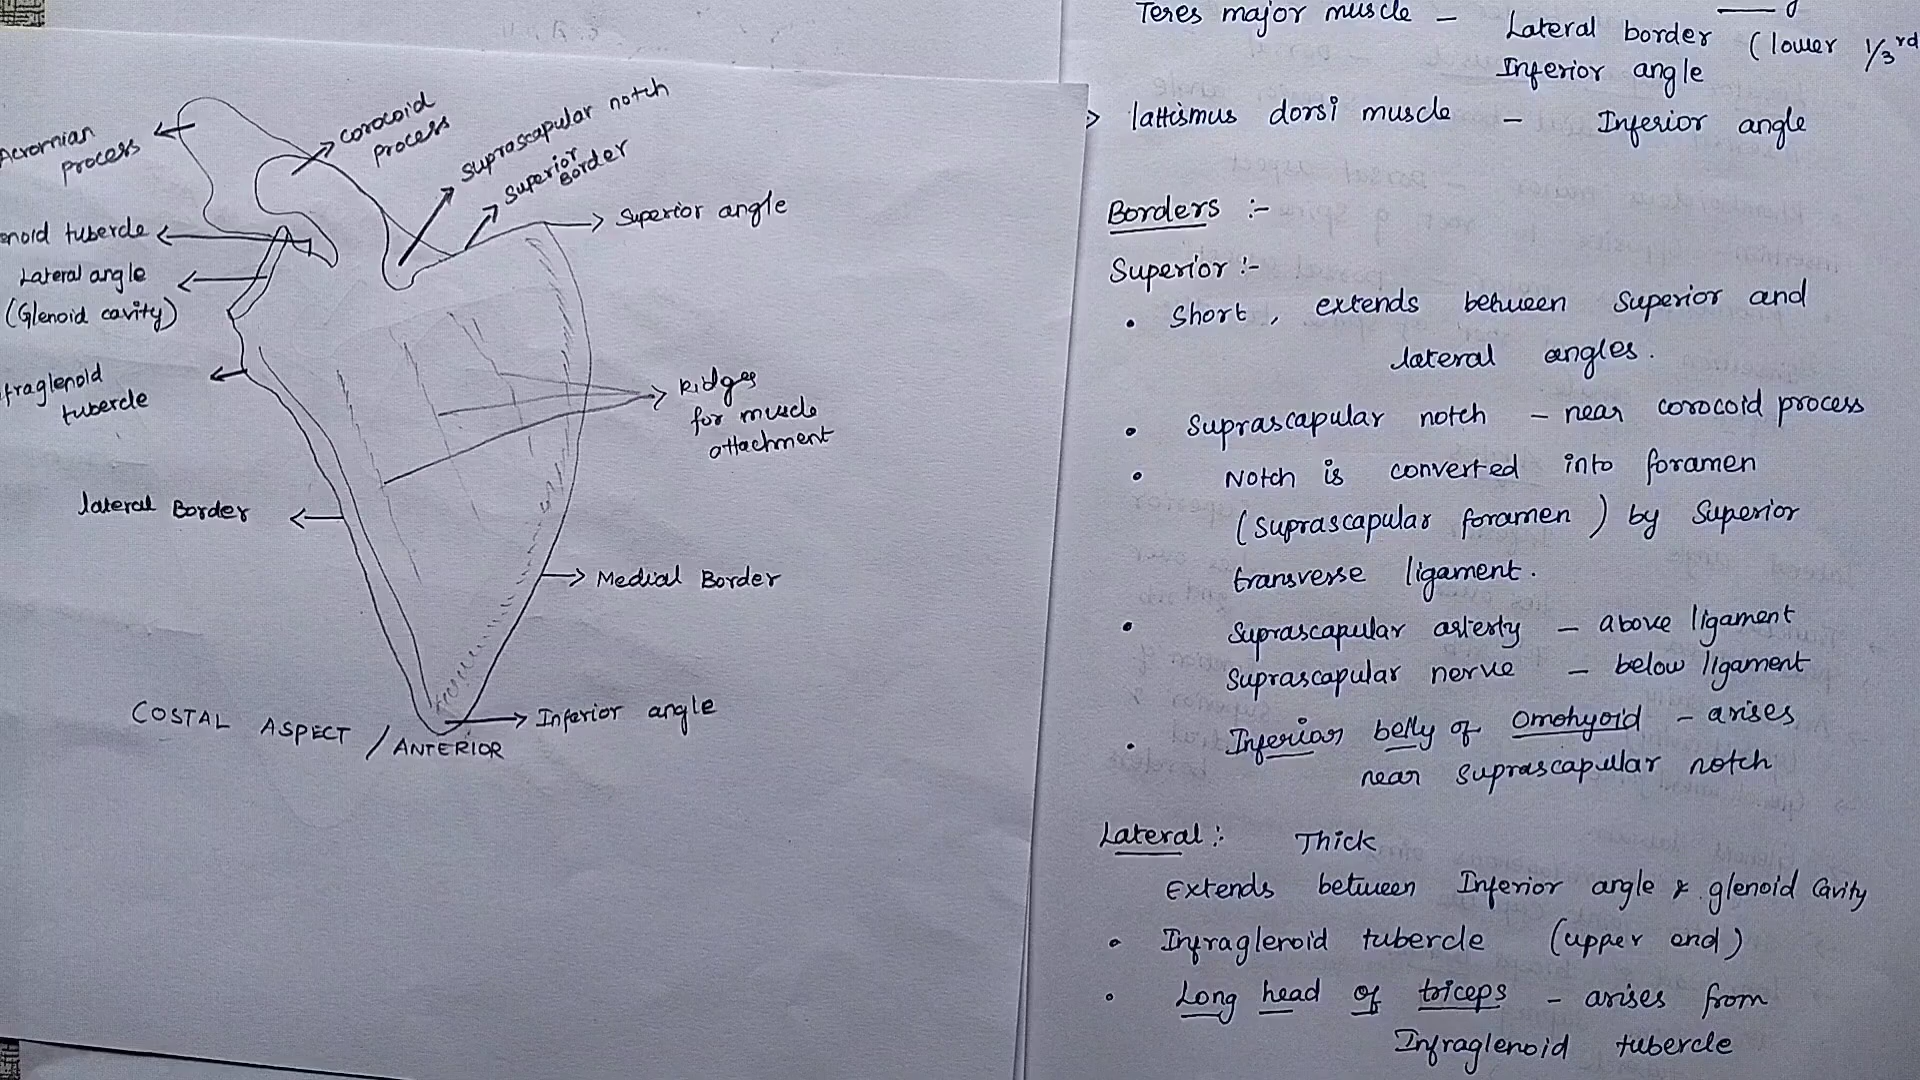 Acromian
process
corocoid
process
suprascapular notch
superior
Border
Superior angle
enoid tubercle
Lateral angle
(Glenoid cavity)
fraglenoid
tubercle
Ridges
for muscle
attachment
lateral Border
Medial Border
Inferior angle
COSTAL ASPECT / ANTERIOR
Teres major muscle - Lateral border (lower 1/3rd
Inferior angle
> lattismus dorsi muscle - Inferior angle
Borders :-
Superior :-
• Short, extends between Superior and
lateral angles.
• Suprascapular notch - near corocoid process
• Notch is converted into foramen
(Suprascapular foramen) by Superior
transverse ligament.
• Suprascapular artery - above ligament
Suprascapular nerve - below ligament
• Inferior belly of Omohyoid - arises
near suprascapular notch
Lateral : Thick
Extends between Inferior angle & glenoid Cavity
• Infraglenoid tubercle (upper end)
• Long head of triceps - arises from
Infraglenoid tubercle